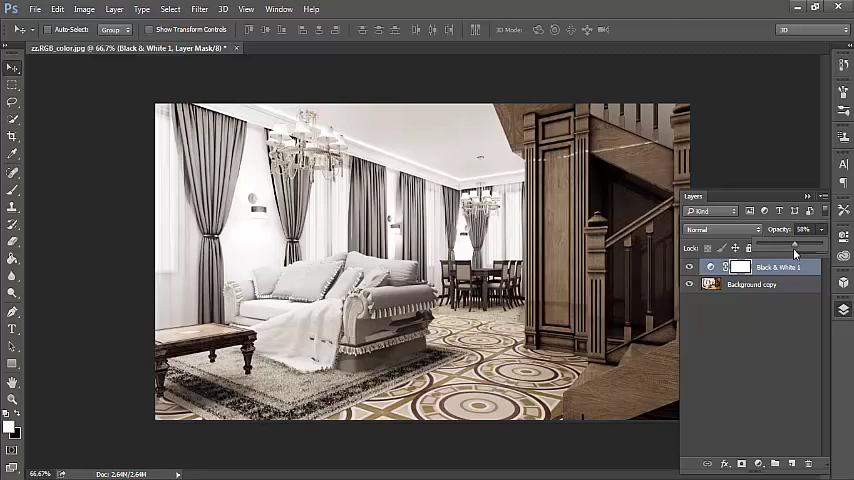 Ps File Edit Image Layer Type Select Filter 3D View Window Help
Auto-Select: Group Show Transform Controls 3D Mode: 3D
zz.RGB_color.jpg @ 66,7% (Black & White 1, Layer Mask/8) * ×
Layers
Kind
Normal Opacity: 58%
Lock:
Black & White 1
Background copy
66,67% Doc: 2,64M/2,64M